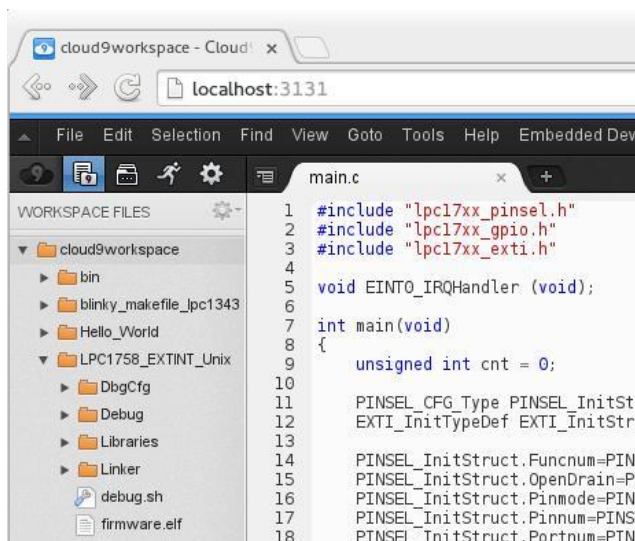 cloud9workspace - Cloud
localhost:3131
File Edit Selection Find View Goto Tools Help Embedded Dev
main.c
WORKSPACE FILES
cloud9workspace
bin
blinky_makefile_lpc1343
Hello_World
LPC1758_EXTINT_Unix
DbgCfg
Debug
Libraries
Linker
debug.sh
firmware.elf
1 #include "lpc17xx_pinsel.h"
2 #include "lpc17xx_gpio.h"
3 #include "lpc17xx_exti.h"
4
5 void EINT0_IRQHandler (void);
6
7 int main(void)
8 {
9 unsigned int cnt = 0;
10
11 PINSEL_CFG_Type PINSEL_InitSt
12 EXTI_InitTypeDef EXTI_InitStr
13
14 PINSEL_InitStruct.Funcnum=PIN
15 PINSEL_InitStruct.OpenDrain=P
16 PINSEL_InitStruct.Pinmode=PIN
17 PINSEL_InitStruct.Pinnum=PINS
18 PINSEL_InitStruct.Portnum=PIN